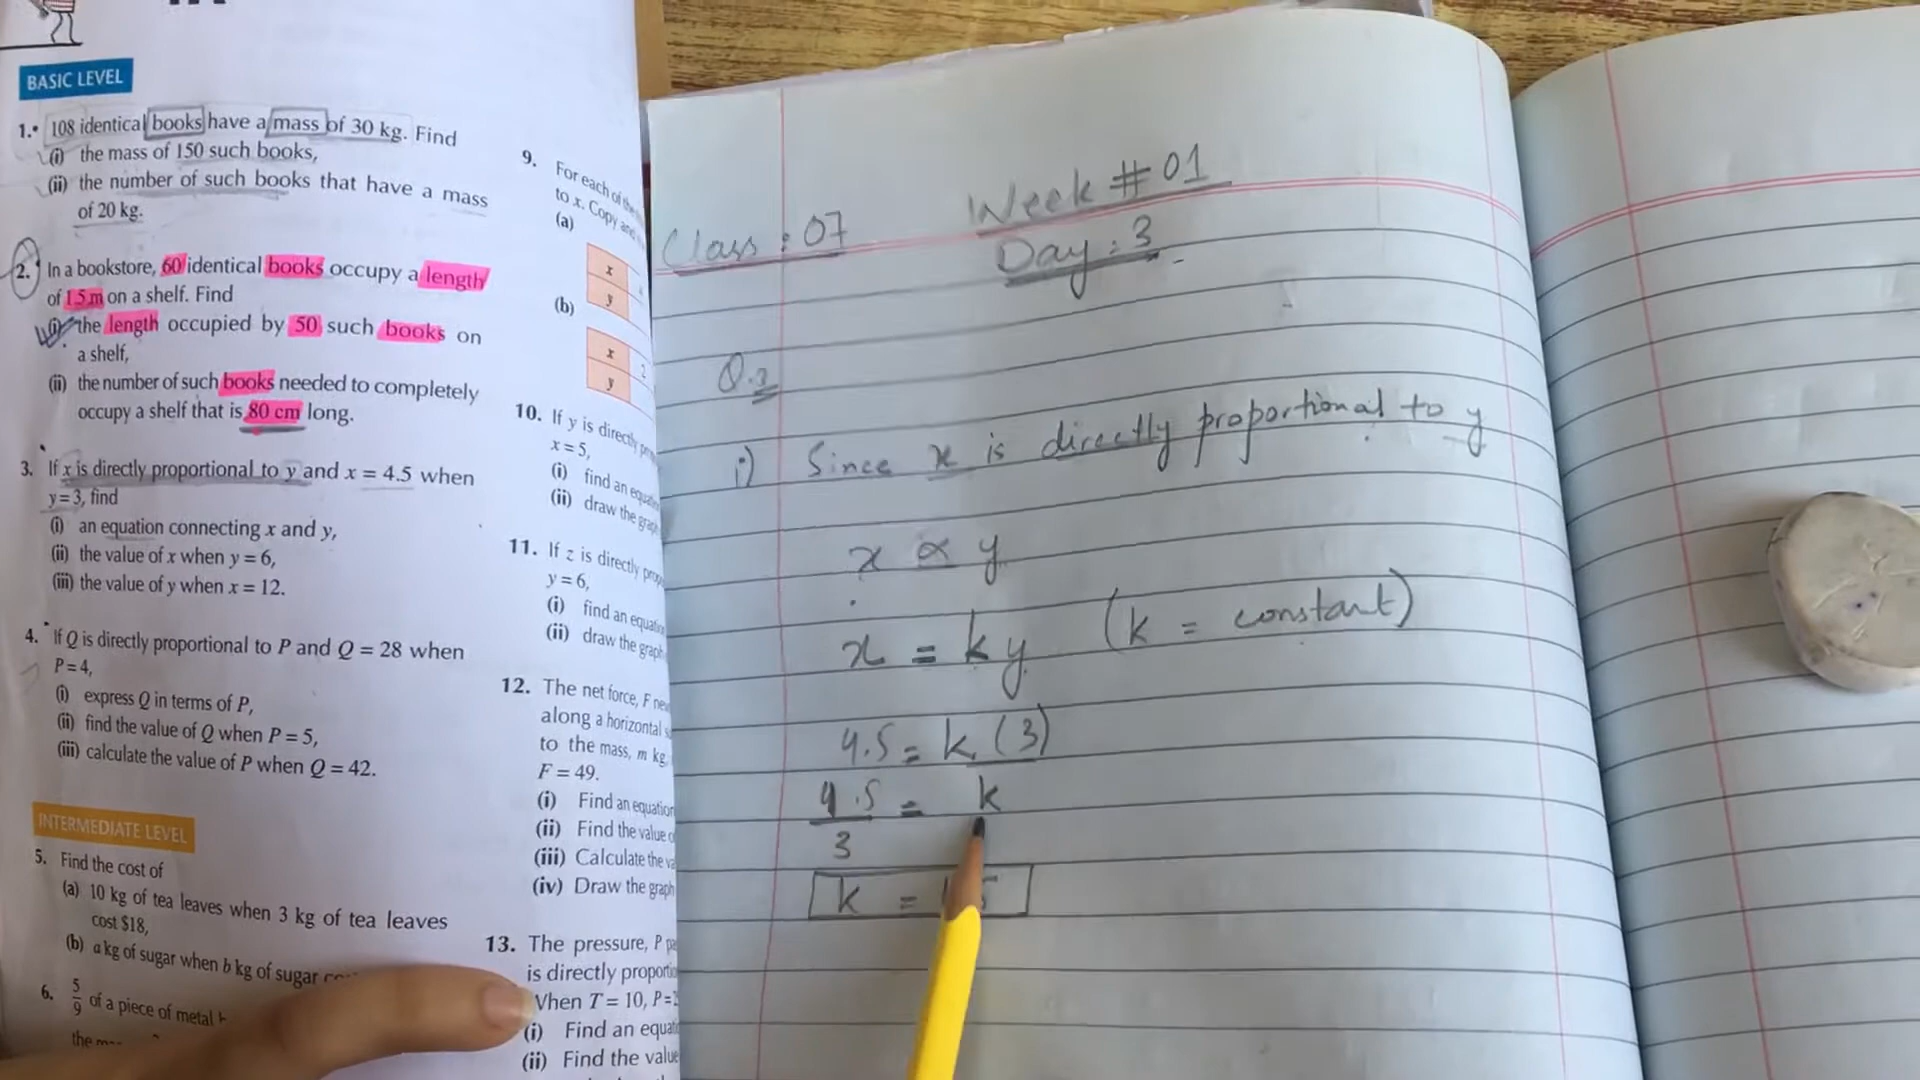 BASIC LEVEL
1. 108 identical books have a mass of 30 kg. Find
(i) the mass of 150 such books,
(ii) the number of such books that have a mass
of 20 kg.
2. In a bookstore, 60 identical books occupy a length
of 1.5 m on a shelf. Find
(i) the length occupied by 50 such books on
a shelf,
(ii) the number of such books needed to completely
occupy a shelf that is 80 cm long.
3. If x is directly proportional to y and x = 4.5 when
y = 3, find
(i) an equation connecting x and y,
(ii) the value of x when y = 6,
(iii) the value of y when x = 12.
4. If Q is directly proportional to P and Q = 28 when
P = 4,
(i) express Q in terms of P,
(ii) find the value of Q when P = 5,
(iii) calculate the value of P when Q = 42.
INTERMEDIATE LEVEL
5. Find the cost of
(a) 10 kg of tea leaves when 3 kg of tea leaves
cost $18,
(b) a kg of sugar when b kg of sugar
6. 5/9 of a piece of metal
the
9. For each of the
to x. Copy and
(a)
x
y
(b)
x 2
y
10. If y is directly
x = 5,
(i) find an
(ii) draw the
11. If z is directly
y = 6,
(i) find an
(ii) draw the graph
12. The net force, F
along a horizontal
to the mass, m kg,
F = 49.
(i) Find an equation
(ii) Find the value
(iii) Calculate the
(iv) Draw the graph
13. The pressure, P
is directly
When T = 10, P =
(i) Find an
(ii) Find the value
Week # 01
Class : 07
Day : 3
Q.3
i) Since x is directly proportional to y
x ∝ y
x = ky (k = constant)
4.5 = k (3)
4.5/3 = k
k =